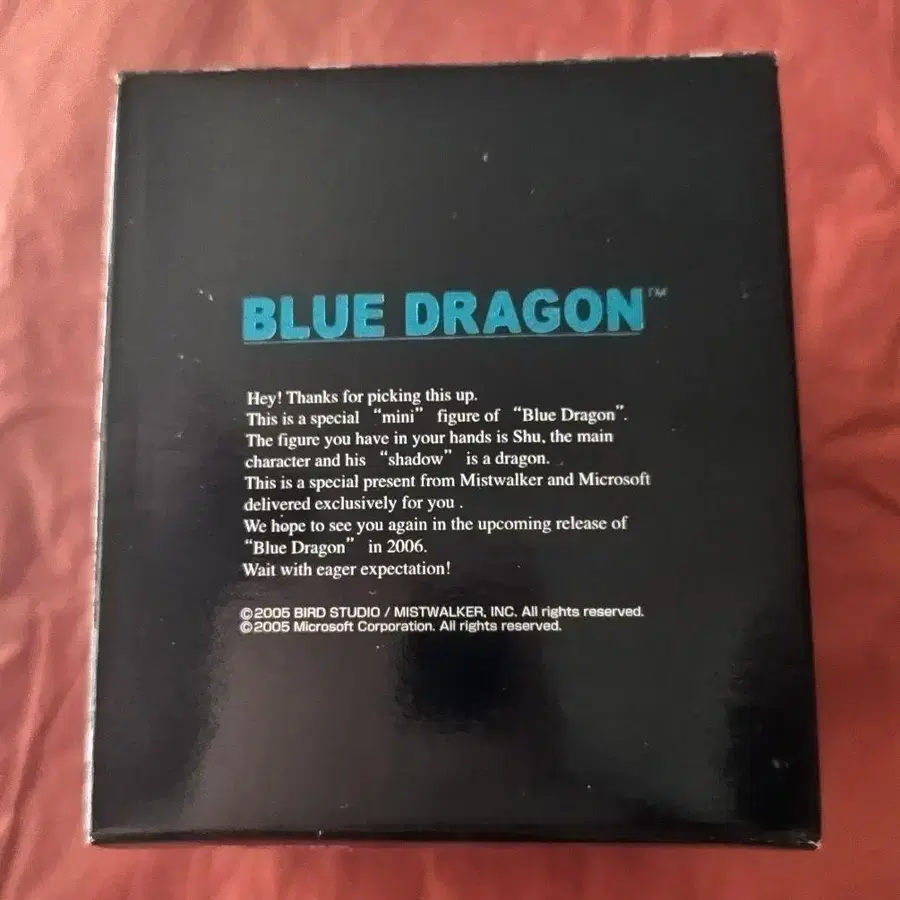 BLUE DRAGON™
Hey! Thanks for picking this up.
This is a special “mini” figure of “Blue Dragon”.
The figure you have in your hands is Shu, the main
character and his “shadow” is a dragon.
This is a special present from Mistwalker and Microsoft
delivered exclusively for you .
We hope to see you again in the upcoming release of
“Blue Dragon” in 2006.
Wait with eager expectation!
©2005 BIRD STUDIO / MISTWALKER, INC. All rights reserved.
©2005 Microsoft Corporation. All rights reserved.